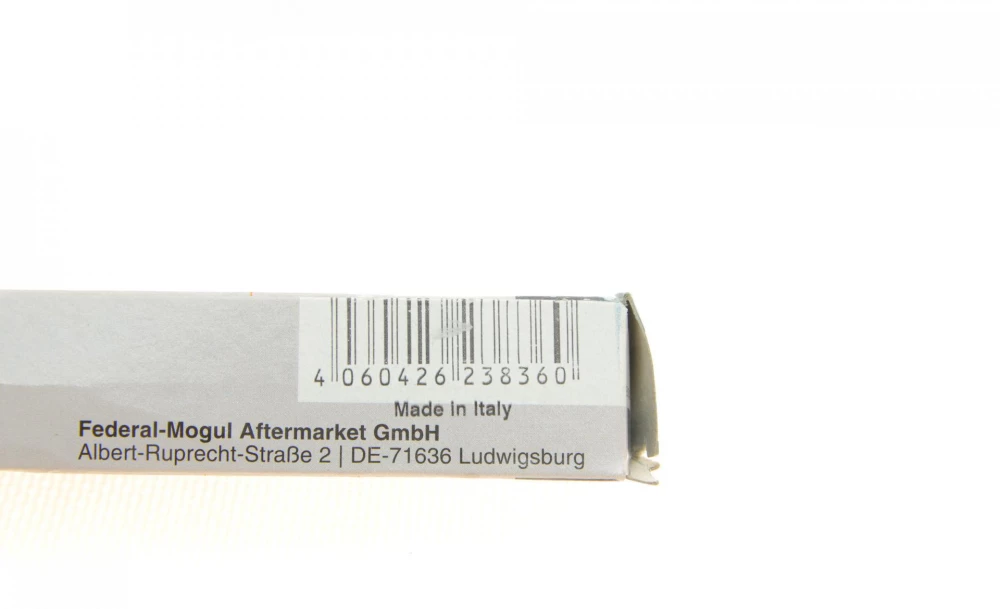 4 060426 238360
Made in Italy
Federal-Mogul Aftermarket GmbH
Albert-Ruprecht-Straße 2 | DE-71636 Ludwigsburg